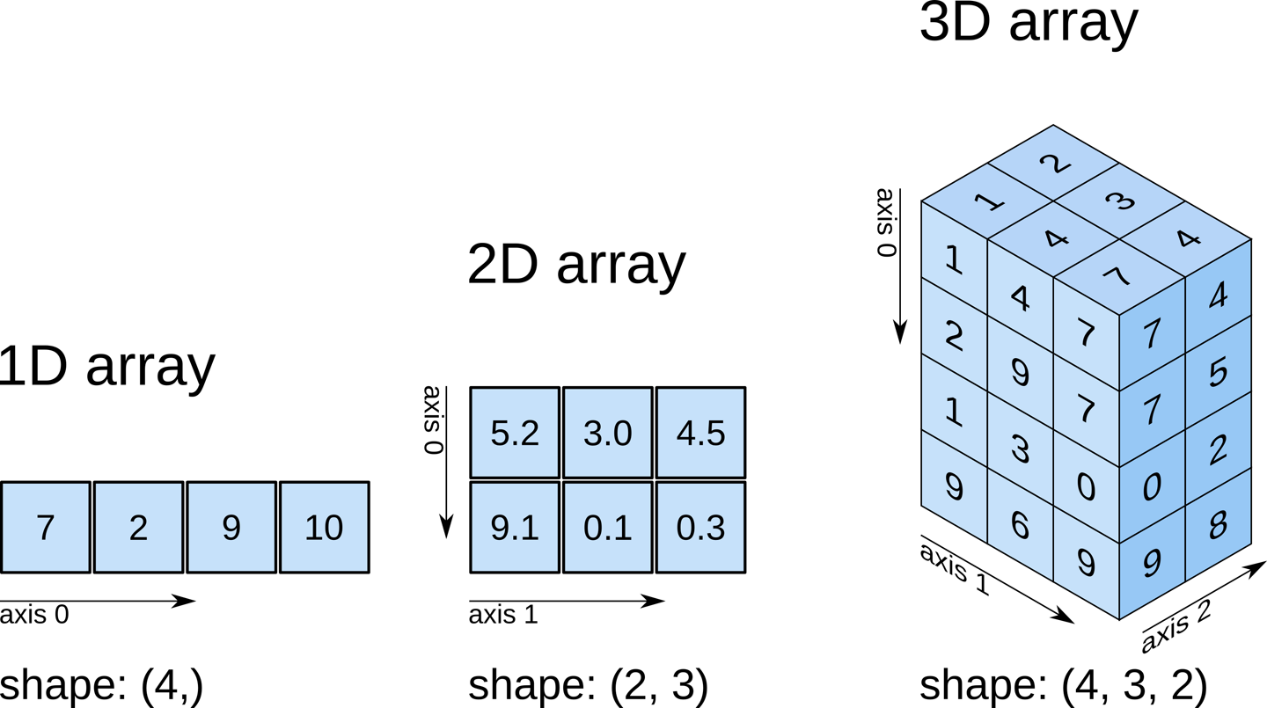 1D array
7 2 9 10
axis 0
shape: (4,)
2D array
axis 0
5.2 3.0 4.5
9.1 0.1 0.3
axis 1
shape: (2, 3)
3D array
axis 0
2
1 3
4 4
7
1 4 7 7 4
2 9 7 7 5
1 3 0 0 2
9 6 9 9 8
axis 1
axis 2
shape: (4, 3, 2)